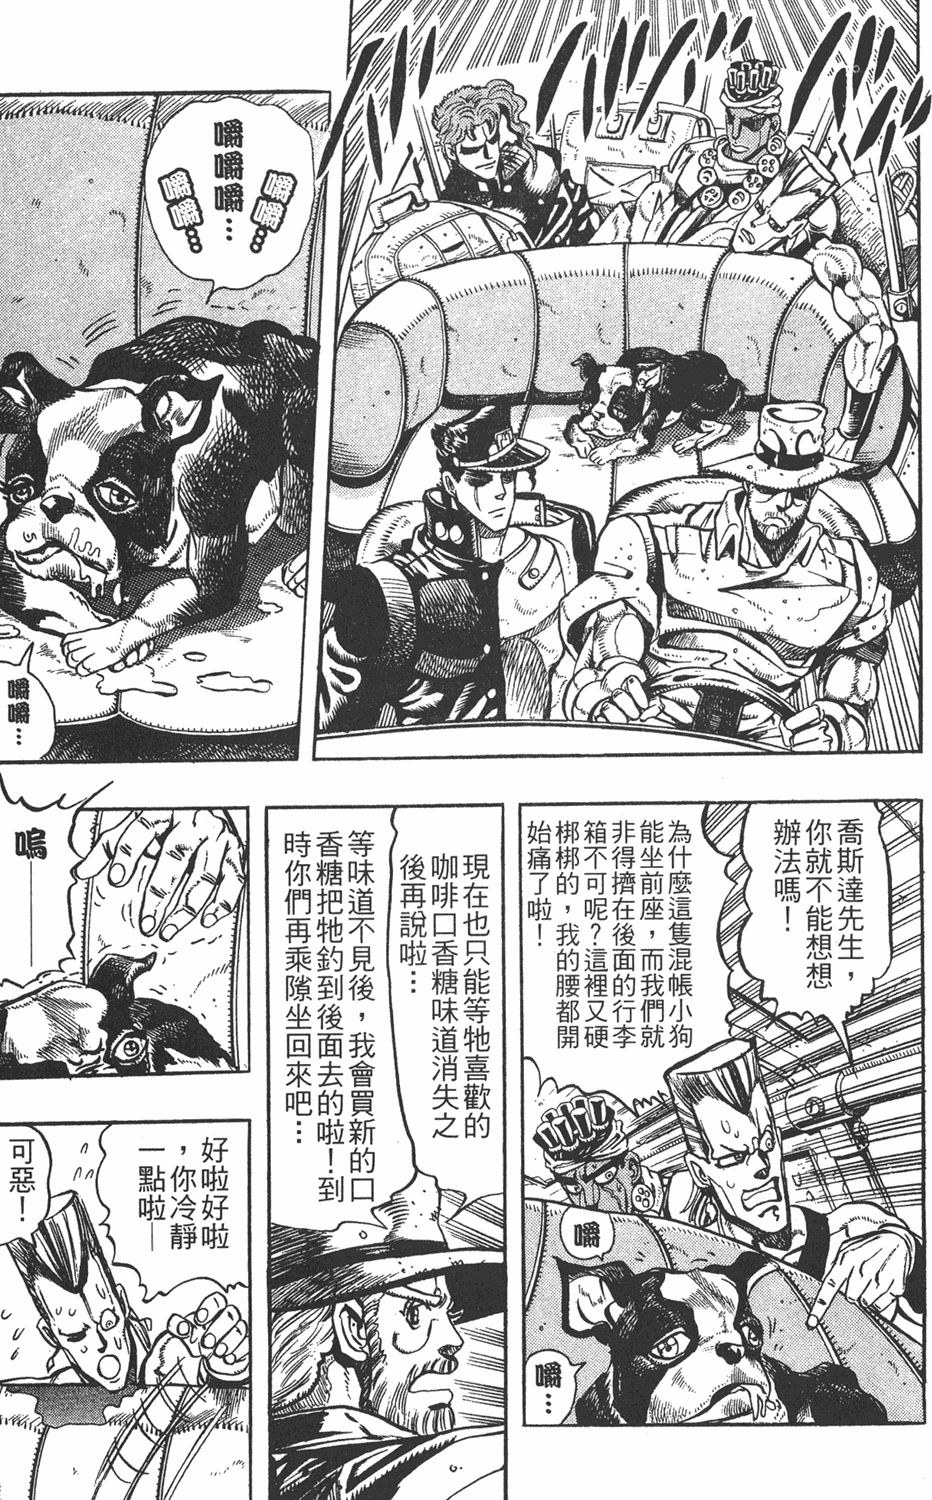 嚼嚼嚼…
嚼嚼
嚼嚼
嚼嚼…
喬斯達先生，
你就不能想想
辦法嗎！
為什麼這隻混帳小狗
能坐前座，而我們就
非得擠在後面的行李
箱不可呢？這裡又硬
梆梆的，我的腰都開
始痛了啦！
嚼
嚼…
現在也只能等牠喜歡的
咖啡口香糖味道消失之
後再說啦…
等味道不見後，我會買新的口
香糖把牠釣到後面去的啦！到
時你們再乘隙坐回來吧…
嗚——
好啦好啦
，你冷靜
一點啦——
可惡！